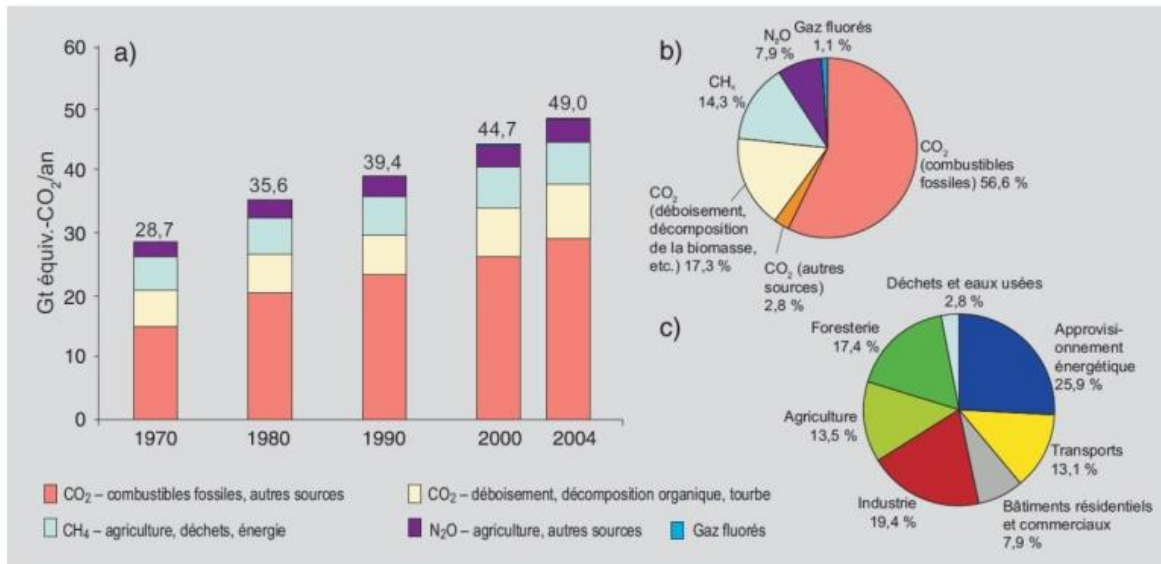 a)
Gt équiv.-CO₂/an
60
50
40
30
20
10
0
28,7
35,6
39,4
44,7
49,0
1970
1980
1990
2000
2004
CO₂ – combustibles fossiles, autres sources
CO₂ – déboisement, décomposition organique, tourbe
CH₄ – agriculture, déchets, énergie
N₂O – agriculture, autres sources
Gaz fluorés
b)
N₂O
7,9 %
Gaz fluorés
1,1 %
CH₄
14,3 %
CO₂
(combustibles
fossiles) 56,6 %
CO₂
(déboisement,
décomposition
de la biomasse,
etc.) 17,3 %
CO₂ (autres
sources)
2,8 %
c)
Déchets et eaux usées
2,8 %
Foresterie
17,4 %
Approvisi-
onnement
énergétique
25,9 %
Agriculture
13,5 %
Transports
13,1 %
Industrie
19,4 %
Bâtiments résidentiels
et commerciaux
7,9 %